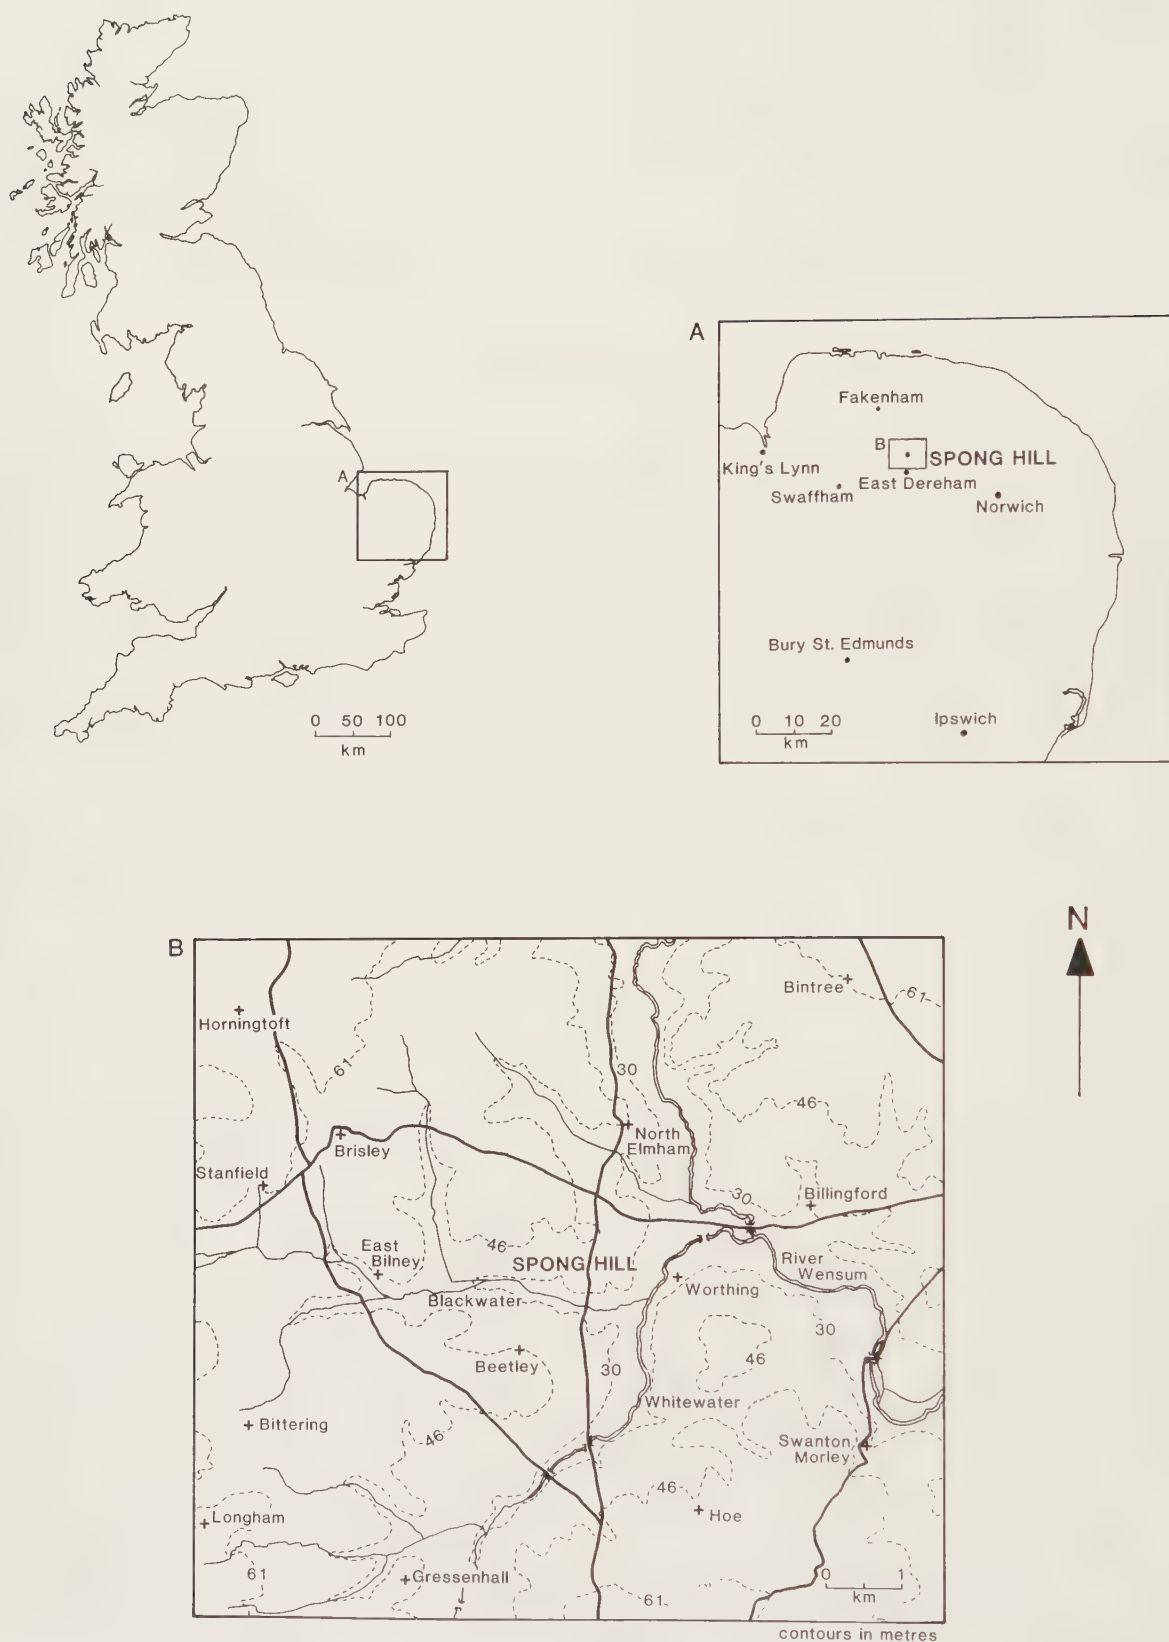 A
0 50 100
km
A
Fakenham
B
SPONG HILL
King's Lynn
East Dereham
Swaffham
Norwich
Bury St. Edmunds
0 10 20
km
Ipswich
N
B
Bintree
61
Horningtoft
61
30
46
North
Elmham
Brisley
Stanfield
30
Billingford
East
Bilney
46
SPONG HILL
River
Wensum
Worthing
Blackwater
30
Beetley
30
46
Whitewater
Bittering
46
Swanton
Morley
46
Hoe
Longham
61
Gressenhall
0 1
km
61
contours in metres